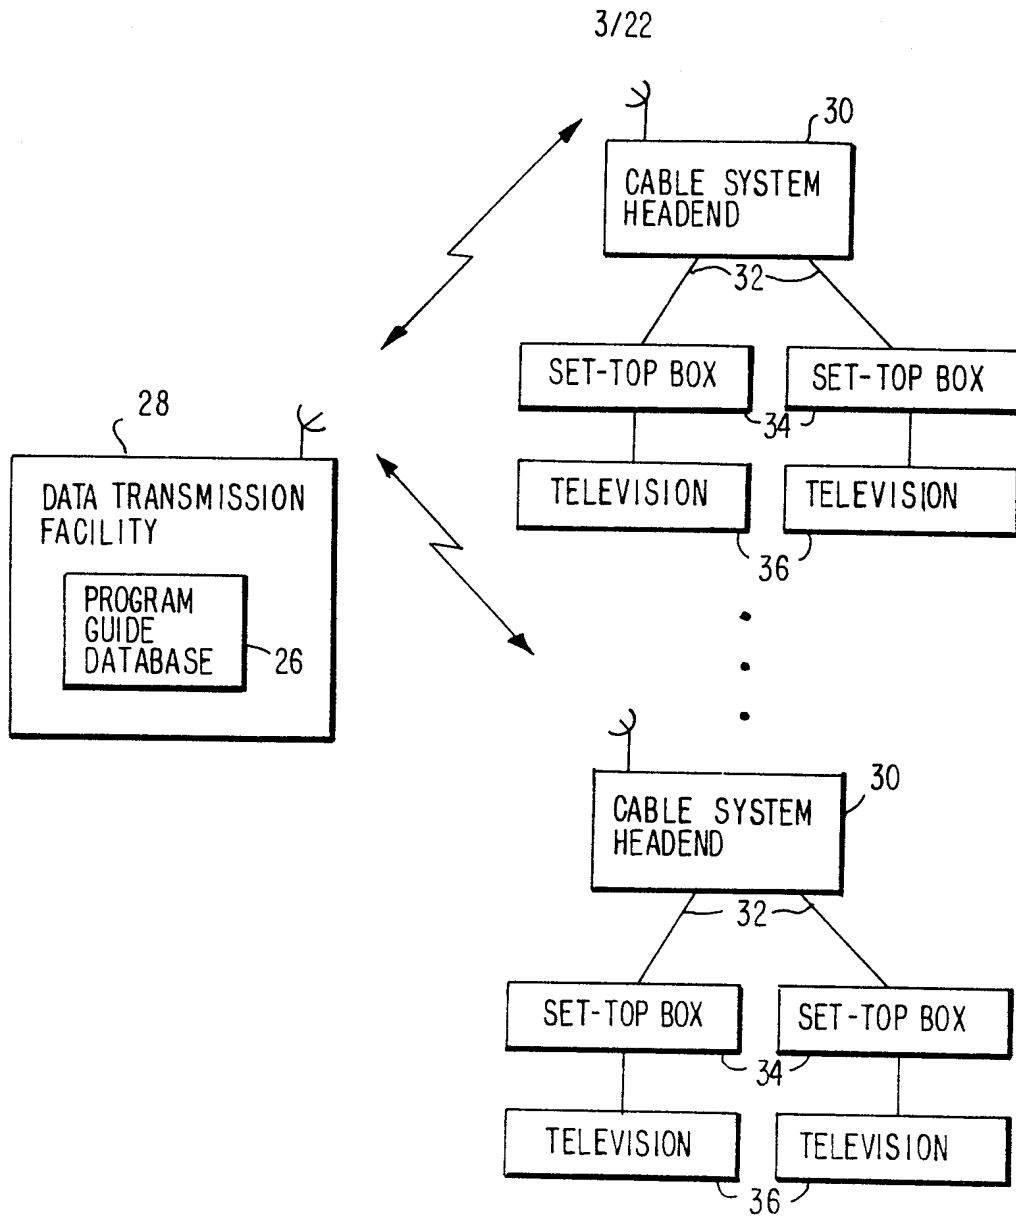 3/22
30
CABLE SYSTEM
HEADEND
32
SET-TOP BOX
SET-TOP BOX
34
TELEVISION
TELEVISION
36
28
DATA TRANSMISSION
FACILITY
PROGRAM
GUIDE
DATABASE
26
30
CABLE SYSTEM
HEADEND
32
SET-TOP BOX
SET-TOP BOX
34
TELEVISION
TELEVISION
36